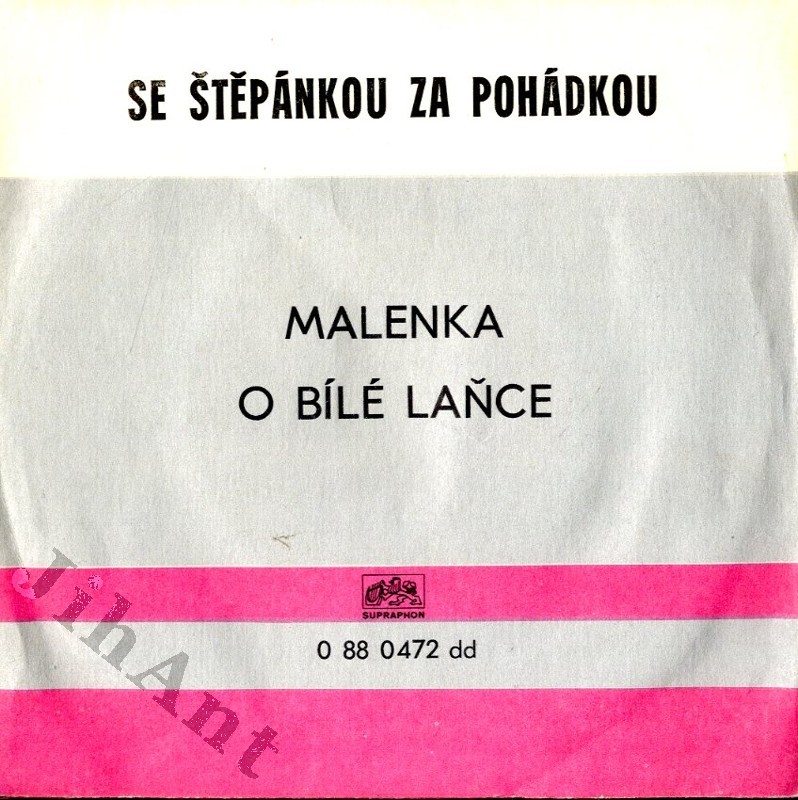 SE ŠTĚPÁNKOU ZA POHÁDKOU
MALENKA
O BÍLÉ LAŇCE
SUPRAPHON
0 88 0472 dd
JihAnt